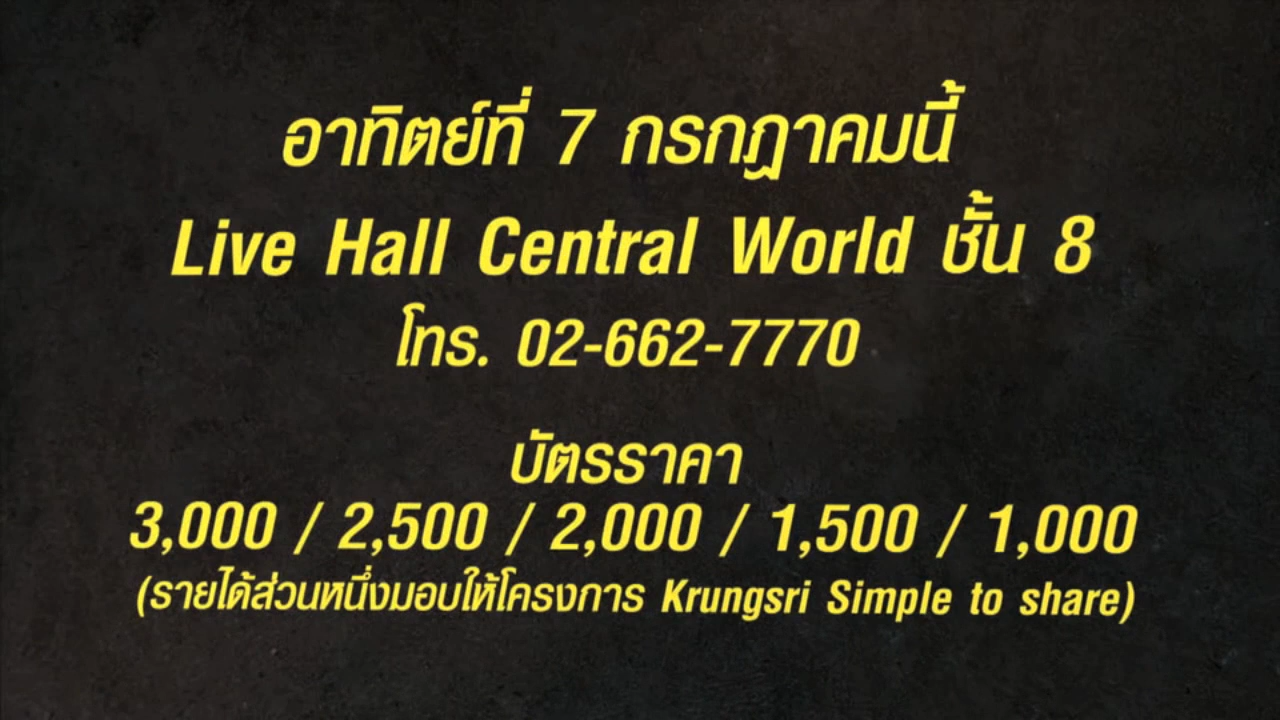 อาทิตย์ที่ 7 กรกฎาคมนี้
Live Hall Central World ชั้น 8
โทร. 02-662-7770
บัตรราคา
3,000 / 2,500 / 2,000 / 1,500 / 1,000
(รายได้ส่วนหนึ่งมอบให้โครงการ Krungsri Simple to share)